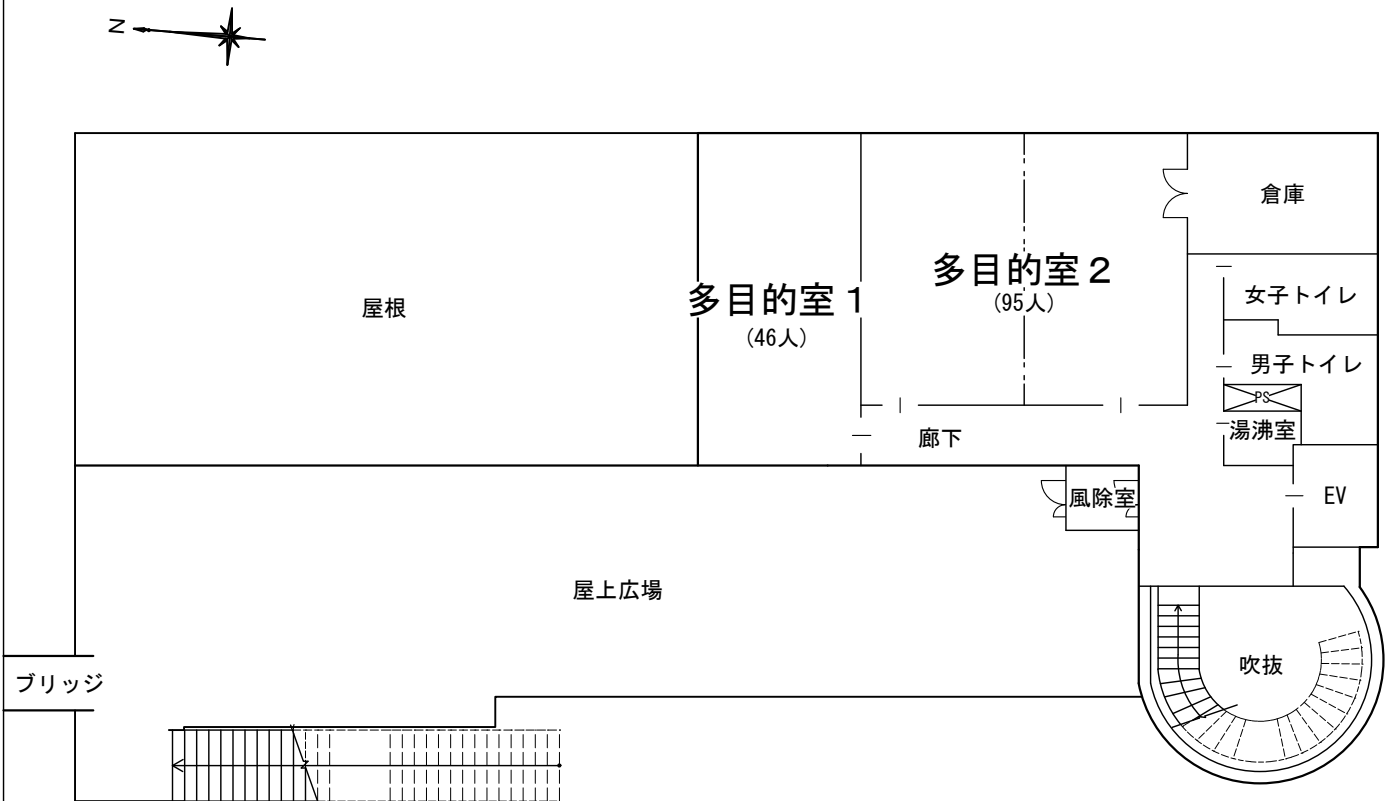 N
倉庫
多目的室２
(95人)
多目的室１
(46人)
屋根
女子トイレ
男子トイレ
PS
湯沸室
廊下
風除室
EV
屋上広場
吹抜
ブリッジ